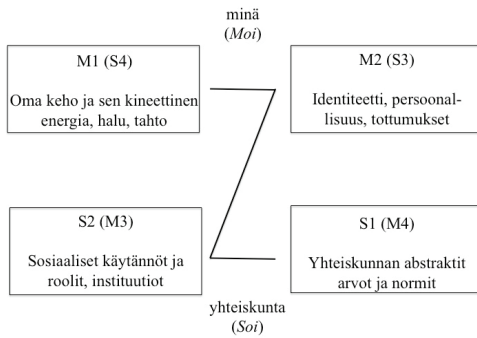 minä
(Moi)
M1 (S4)
Oma keho ja sen kineettinen
energia, halu, tahto
M2 (S3)
Identiteetti, persoonal-
lisuus, tottumukset
S2 (M3)
Sosiaaliset käytännöt ja
roolit, instituutiot
S1 (M4)
Yhteiskunnan abstraktit
arvot ja normit
yhteiskunta
(Soi)